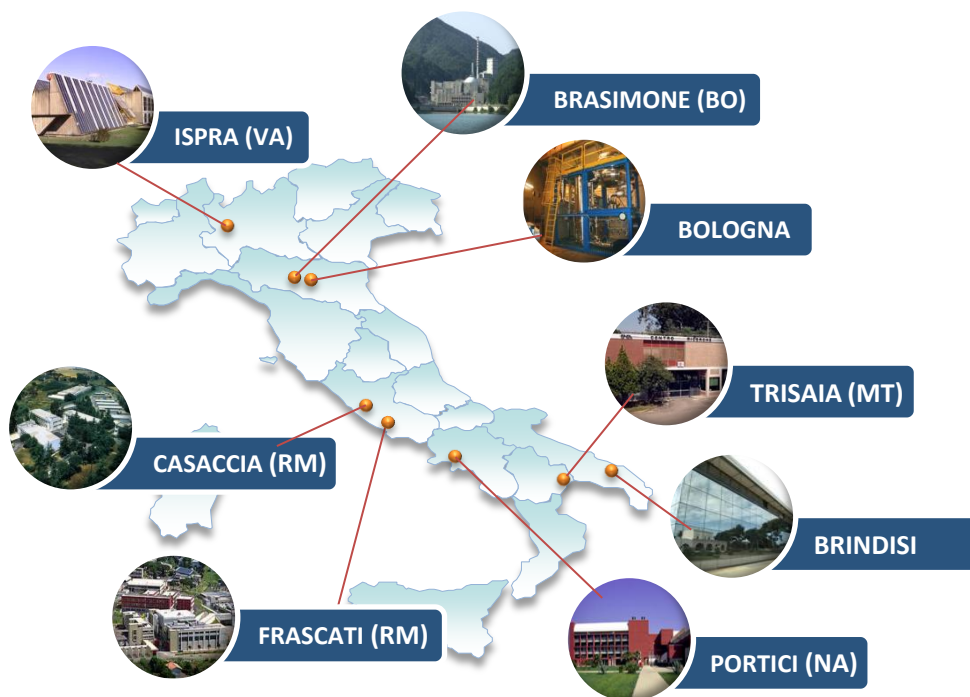 BRASIMONE (BO)
ISPRA (VA)
BOLOGNA
TRISAIA (MT)
CASACCIA (RM)
BRINDISI
FRASCATI (RM)
PORTICI (NA)